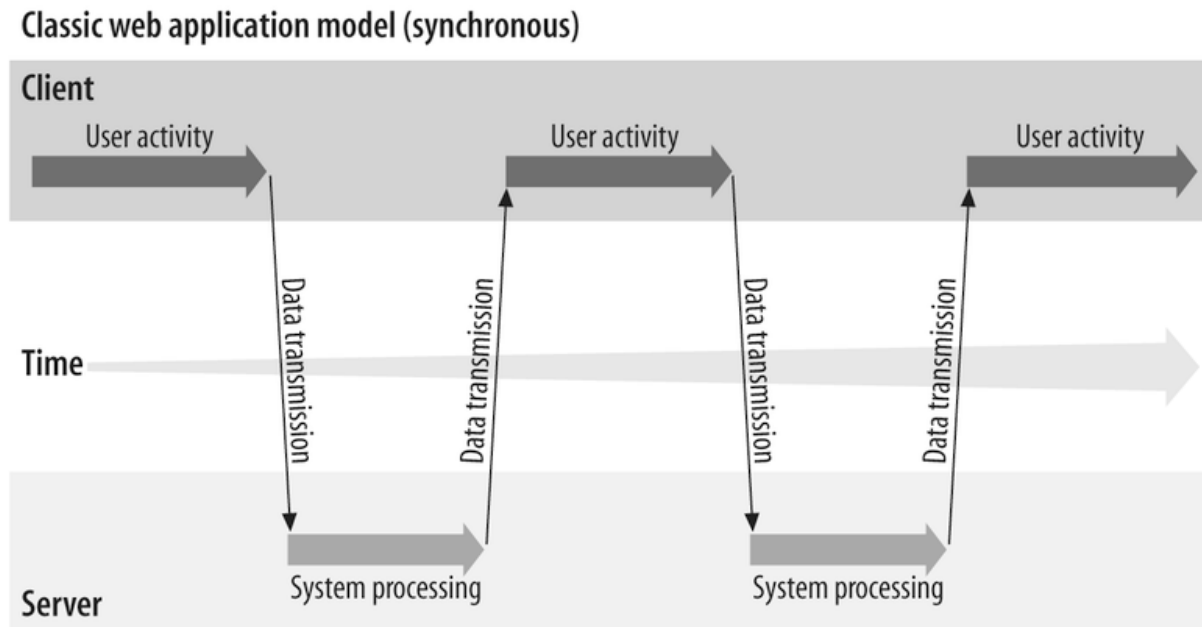 Classic web application model (synchronous)
Client
User activity
User activity
User activity
Data transmission
Data transmission
Data transmission
Data transmission
Time
System processing
System processing
Server